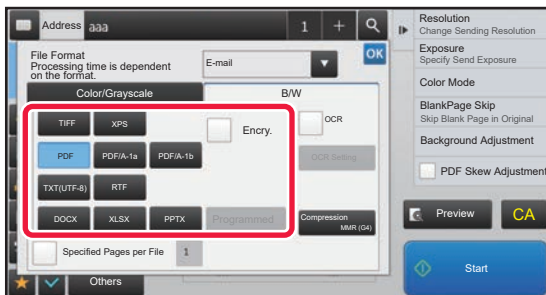 Address aaa
1 +
File Format
Processing time is dependent
on the format.
E-mail
OK
Color/Grayscale
B/W
TIFF
XPS
Encry.
OCR
PDF
PDF/A-1a
PDF/A-1b
OCR Setting
TXT(UTF-8)
RTF
DOCX
XLSX
PPTX
Programmed
Compression
MMR (G4)
Specified Pages per File
1
Others
Resolution
Change Sending Resolution
Exposure
Specify Send Exposure
Color Mode
BlankPage Skip
Skip Blank Page in Original
Background Adjustment
PDF Skew Adjustment
Preview
CA
Start